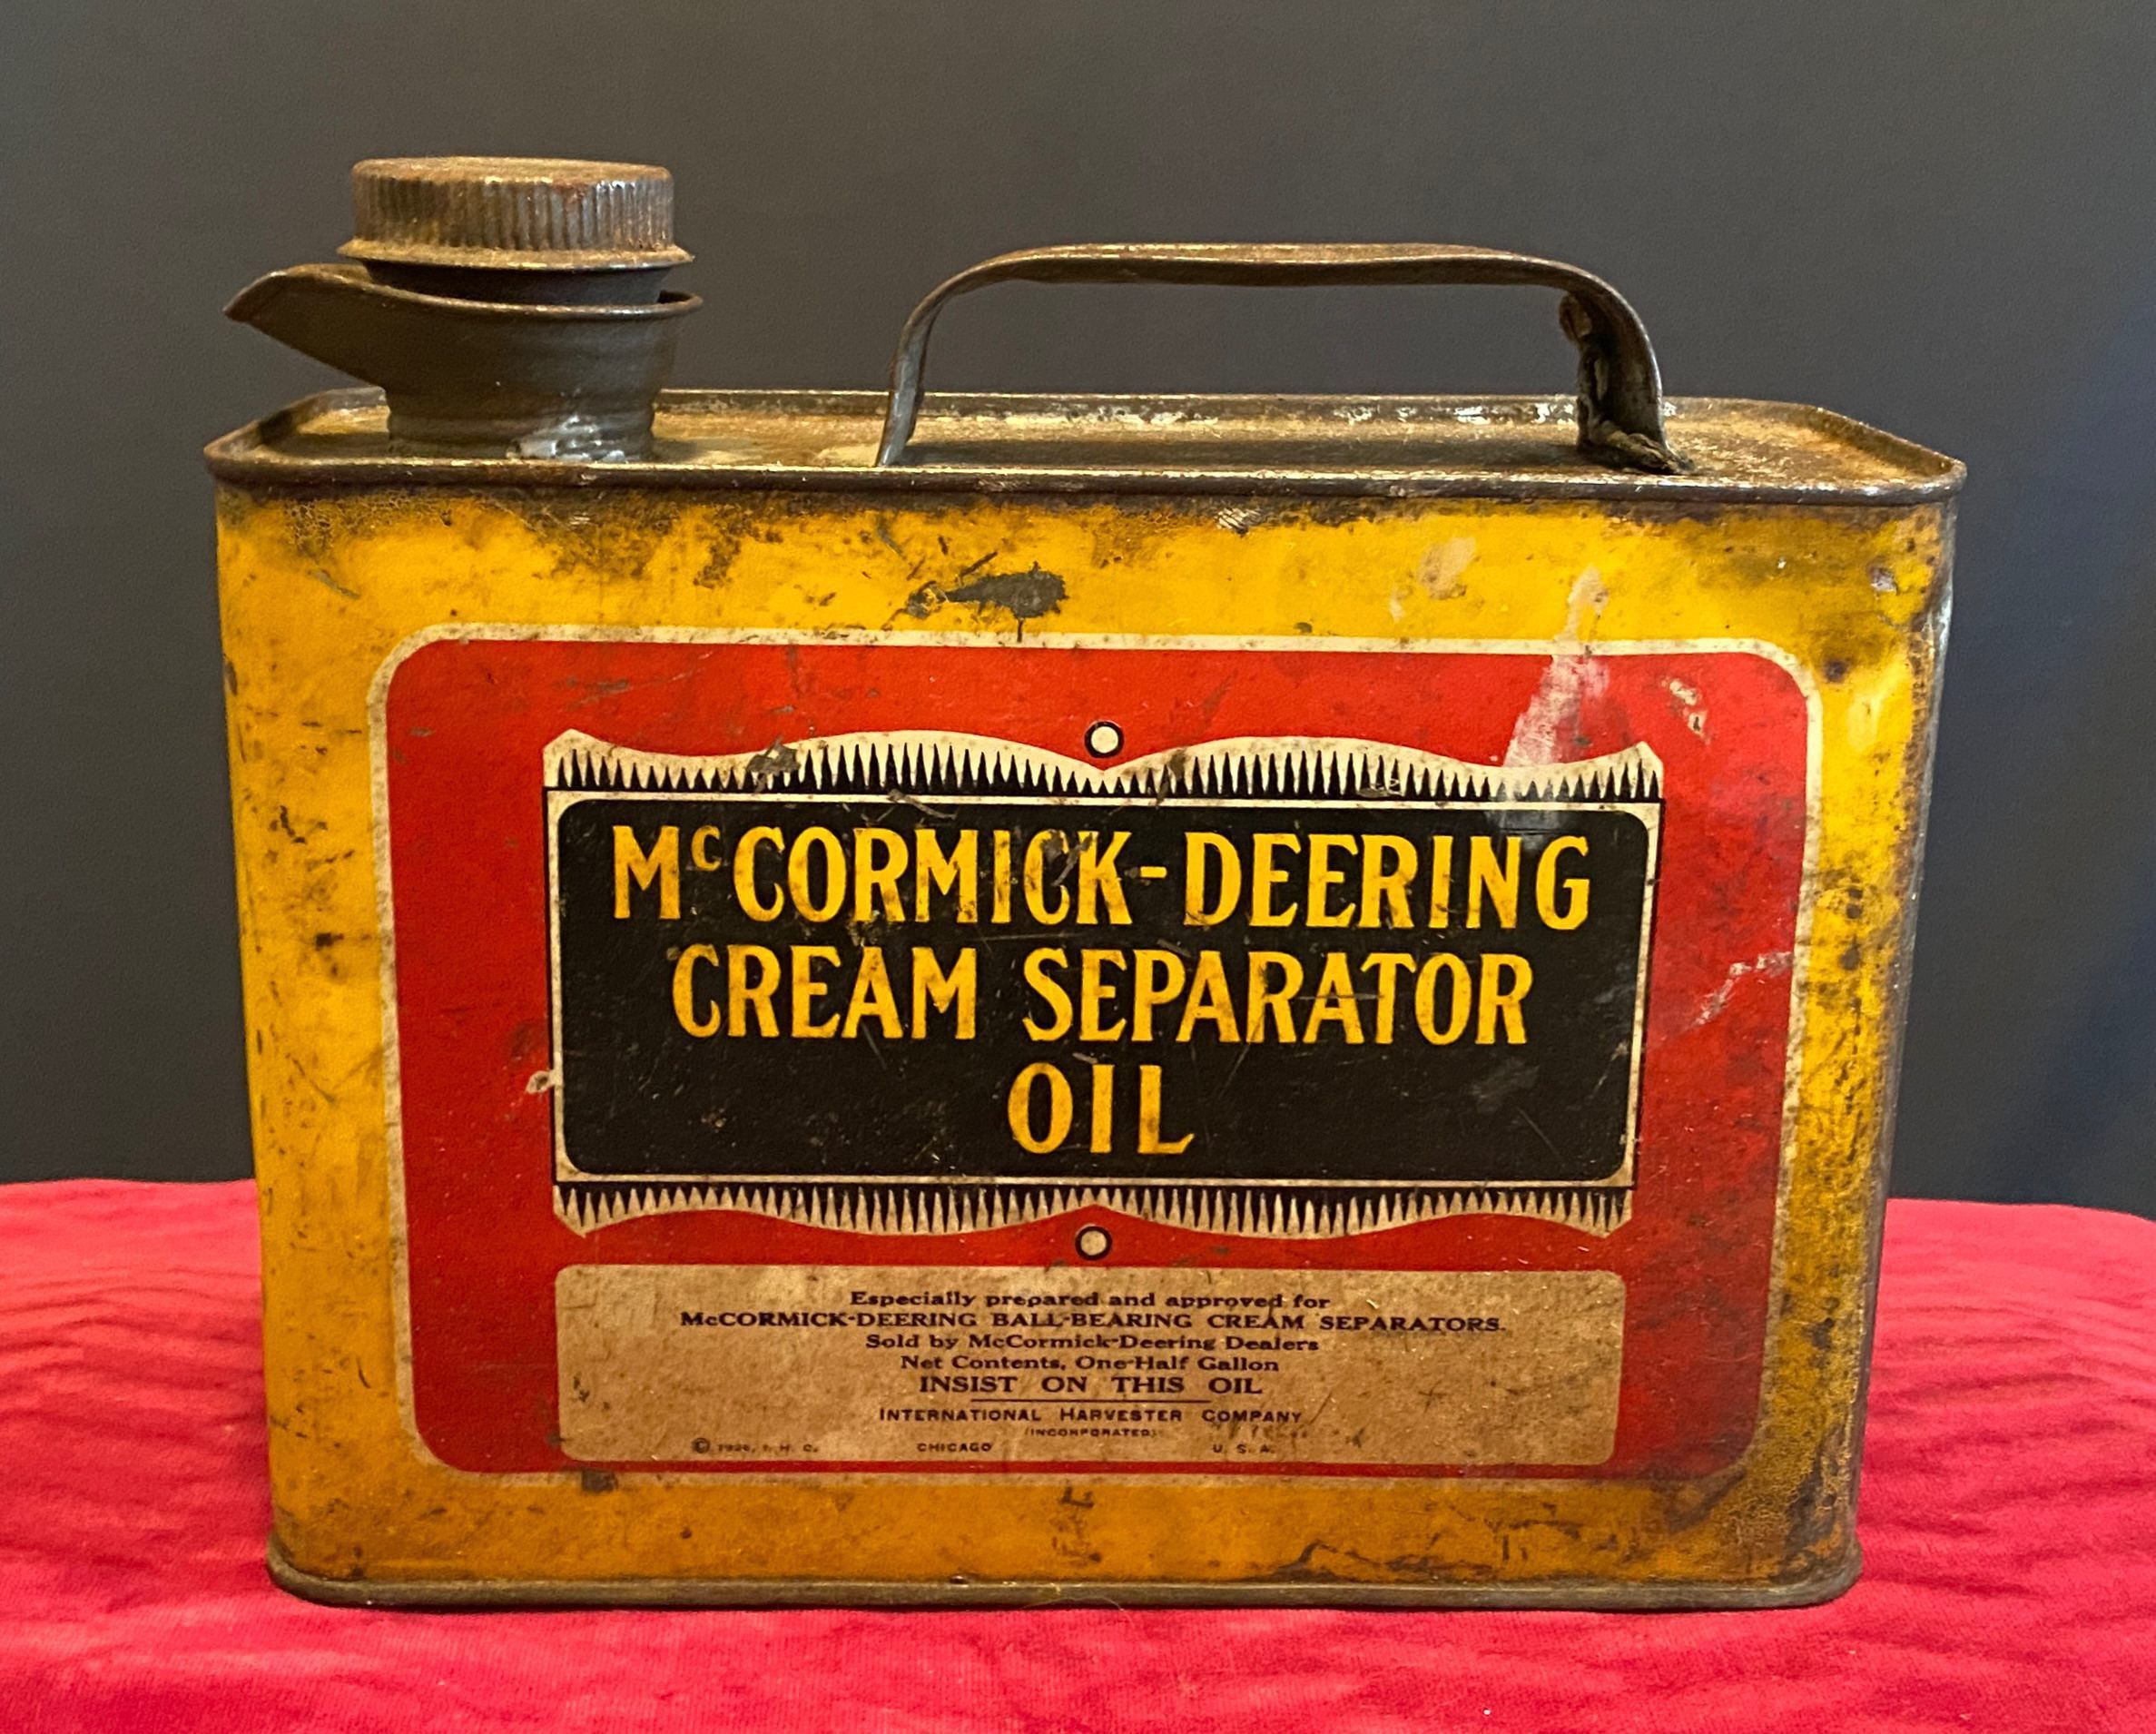 McCORMICK-DEERING
CREAM SEPARATOR
OIL
Especially prepared and approved for
McCORMICK-DEERING BALL-BEARING CREAM SEPARATORS.
Sold by McCormick-Deering Dealers
Net Contents, One-Half Gallon
INSIST ON THIS OIL
INTERNATIONAL HARVESTER COMPANY
(INCORPORATED)
© I. H. C. CHICAGO U. S. A.